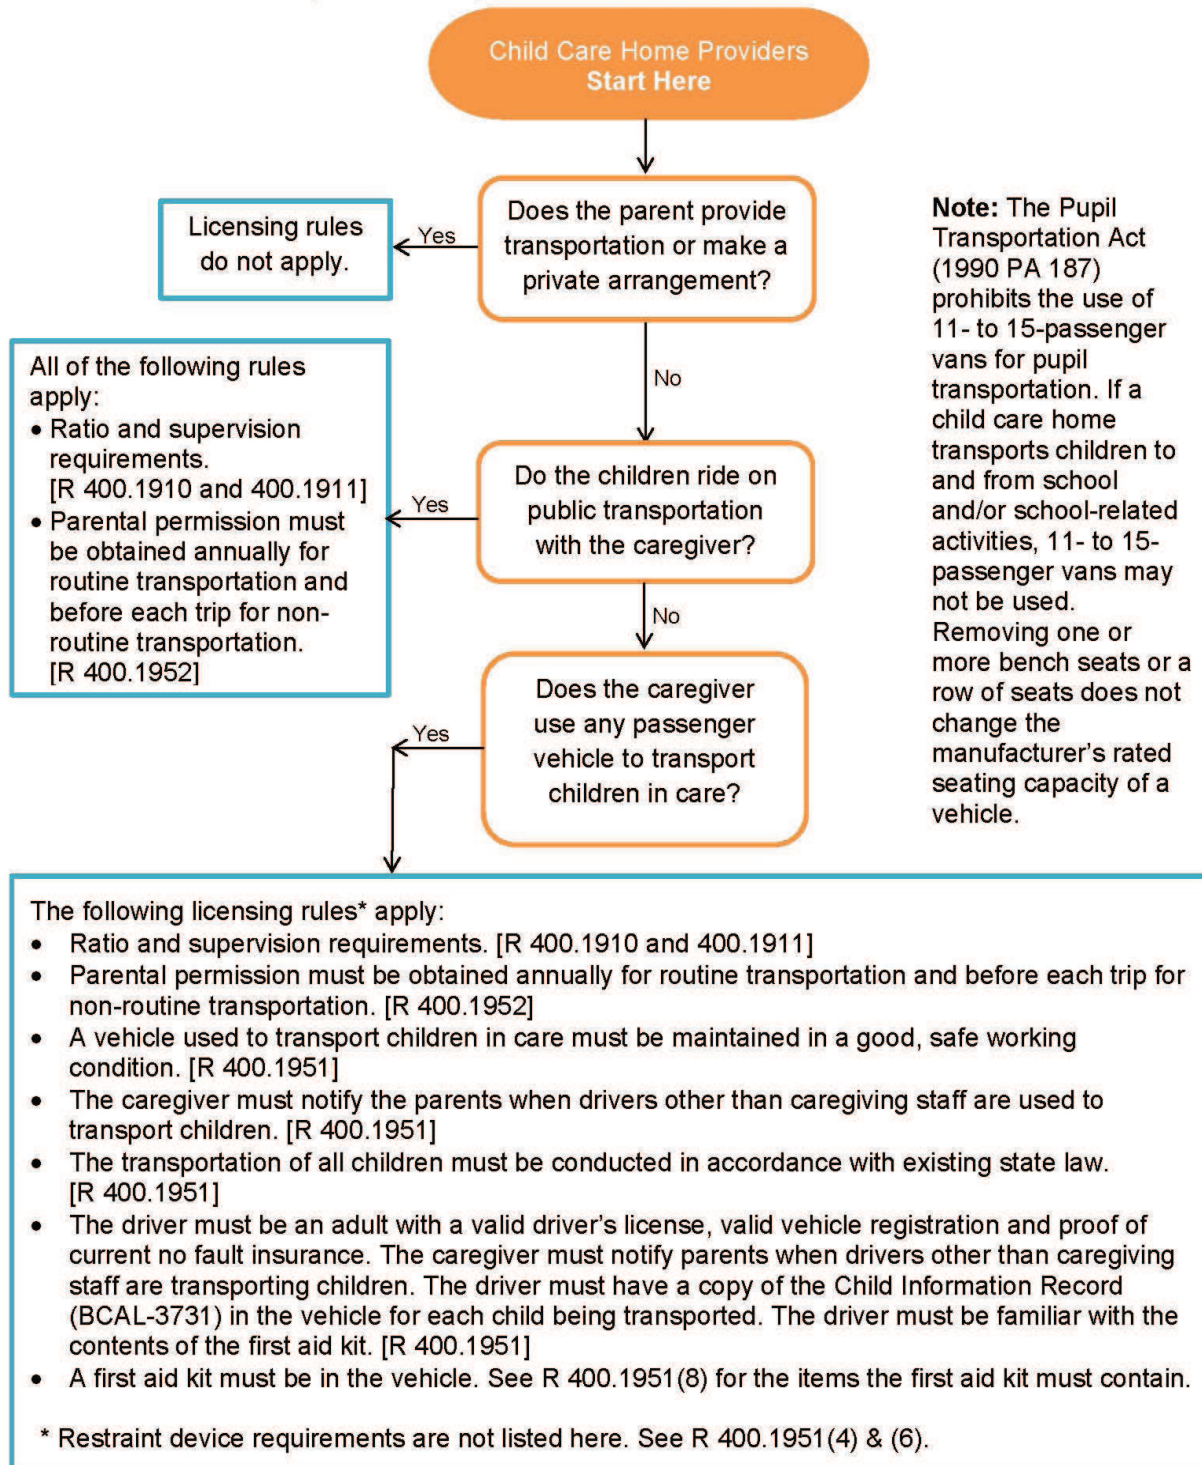 Child Care Home Providers
Start Here
Does the parent provide
transportation or make a
private arrangement?
Yes
Licensing rules
do not apply.
No
Do the children ride on
public transportation
with the caregiver?
Yes
All of the following rules
apply:
• Ratio and supervision
requirements.
[R 400.1910 and 400.1911]
• Parental permission must
be obtained annually for
routine transportation and
before each trip for non-
routine transportation.
[R 400.1952]
No
Does the caregiver
use any passenger
vehicle to transport
children in care?
Yes
Note: The Pupil
Transportation Act
(1990 PA 187)
prohibits the use of
11- to 15-passenger
vans for pupil
transportation. If a
child care home
transports children to
and from school
and/or school-related
activities, 11- to 15-
passenger vans may
not be used.
Removing one or
more bench seats or a
row of seats does not
change the
manufacturer's rated
seating capacity of a
vehicle.
The following licensing rules* apply:
• Ratio and supervision requirements. [R 400.1910 and 400.1911]
• Parental permission must be obtained annually for routine transportation and before each trip for
non-routine transportation. [R 400.1952]
• A vehicle used to transport children in care must be maintained in a good, safe working
condition. [R 400.1951]
• The caregiver must notify the parents when drivers other than caregiving staff are used to
transport children. [R 400.1951]
• The transportation of all children must be conducted in accordance with existing state law.
[R 400.1951]
• The driver must be an adult with a valid driver's license, valid vehicle registration and proof of
current no fault insurance. The caregiver must notify parents when drivers other than caregiving
staff are transporting children. The driver must have a copy of the Child Information Record
(BCAL-3731) in the vehicle for each child being transported. The driver must be familiar with the
contents of the first aid kit. [R 400.1951]
• A first aid kit must be in the vehicle. See R 400.1951(8) for the items the first aid kit must contain.
* Restraint device requirements are not listed here. See R 400.1951(4) & (6).